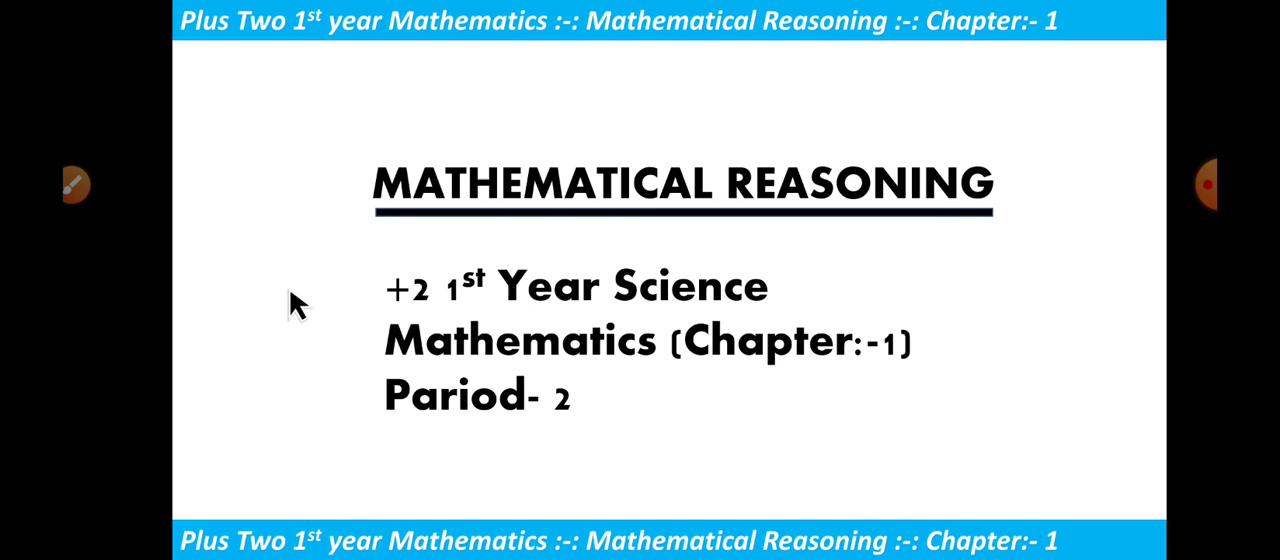 Plus Two 1st year Mathematics :-: Mathematical Reasoning :-: Chapter:- 1
MATHEMATICAL REASONING
+2 1st Year Science
Mathematics (Chapter:-1)
Pariod- 2
Plus Two 1st year Mathematics :-: Mathematical Reasoning :-: Chapter:- 1